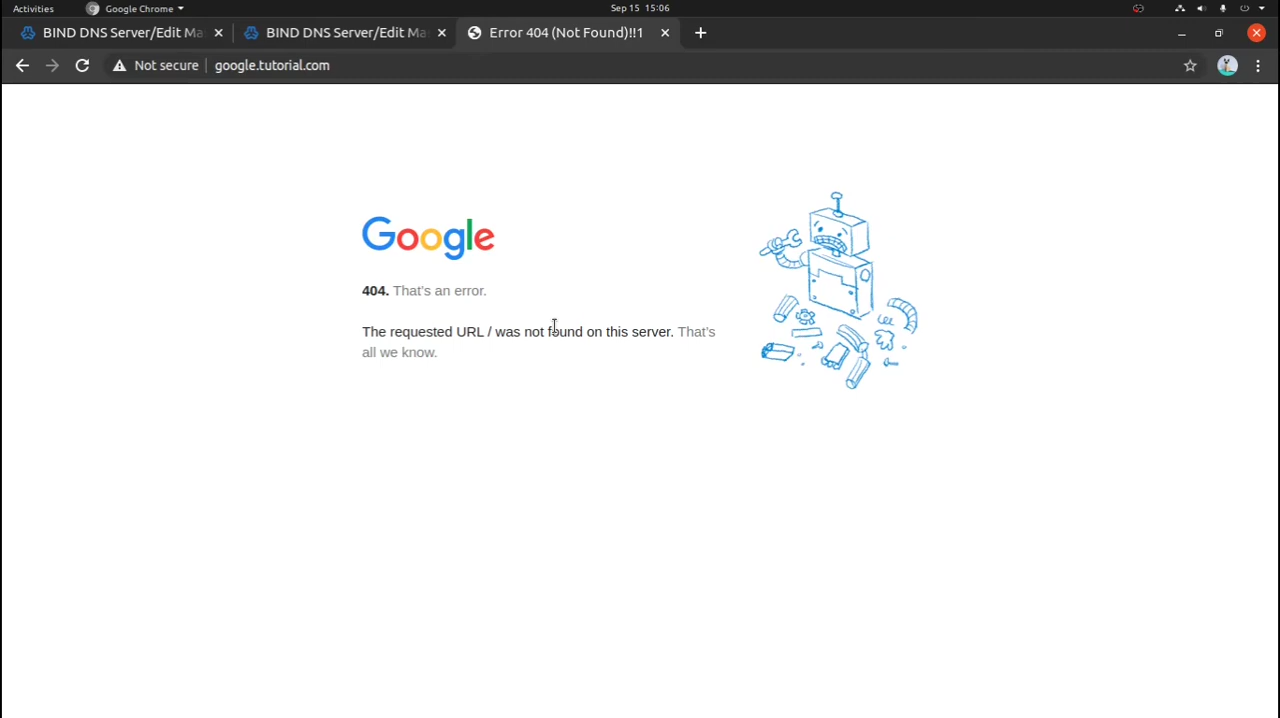 Activities
Google Chrome
Sep 15 15:06
BIND DNS Server/Edit Ma
BIND DNS Server/Edit Ma
Error 404 (Not Found)!!1
Not secure
google.tutorial.com
Google
404. That's an error.
The requested URL / was not found on this server. That's
all we know.